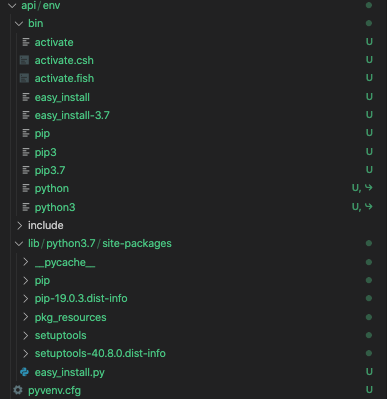 api/env
bin
activate U
activate.csh U
activate.fish U
easy_install U
easy_install-3.7 U
pip U
pip3 U
pip3.7 U
python U,
python3 U,
include
lib/python3.7/site-packages
__pycache__
pip
pip-19.0.3.dist-info
pkg_resources
setuptools
setuptools-40.8.0.dist-info
easy_install.py U
pyvenv.cfg U